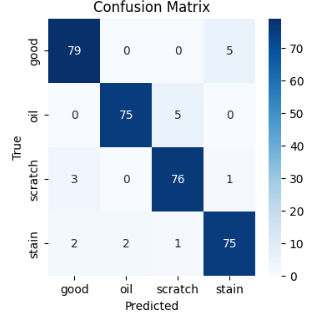 Confusion Matrix
good 79 0 0 5
oil 0 75 5 0
scratch 3 0 76 1
stain 2 2 1 75
good oil scratch stain
True
Predicted
70
60
50
40
30
20
10
0